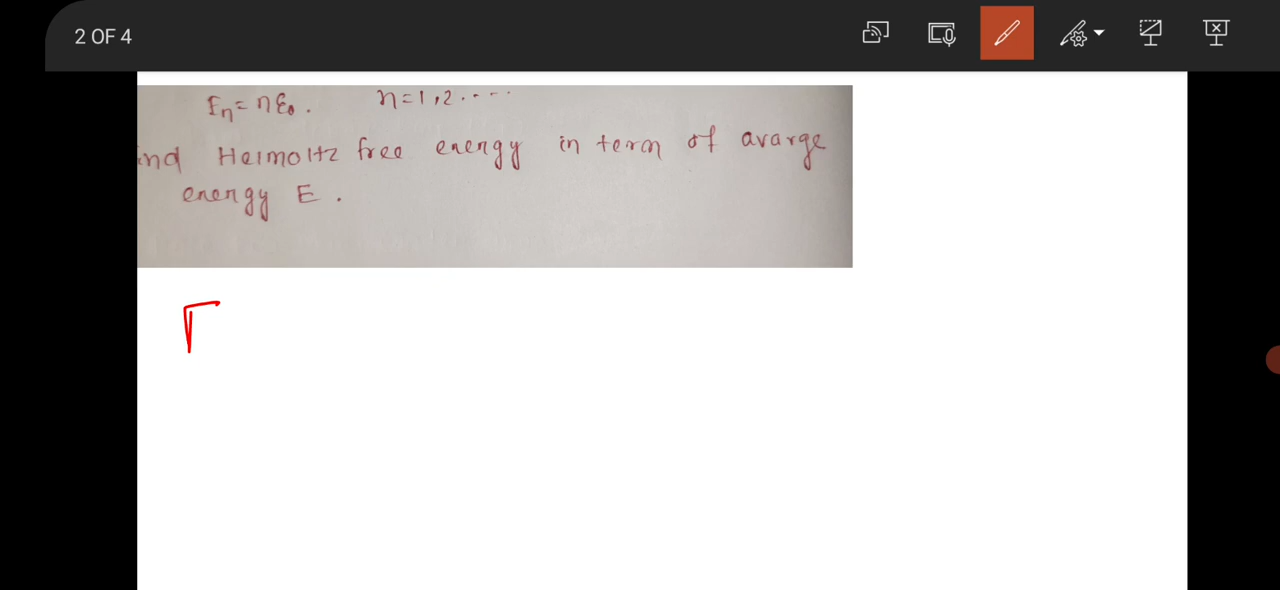 2 OF 4
En = nε₀. n=1,2.....
ind Helmoltz free energy in term of avarge
energy E.